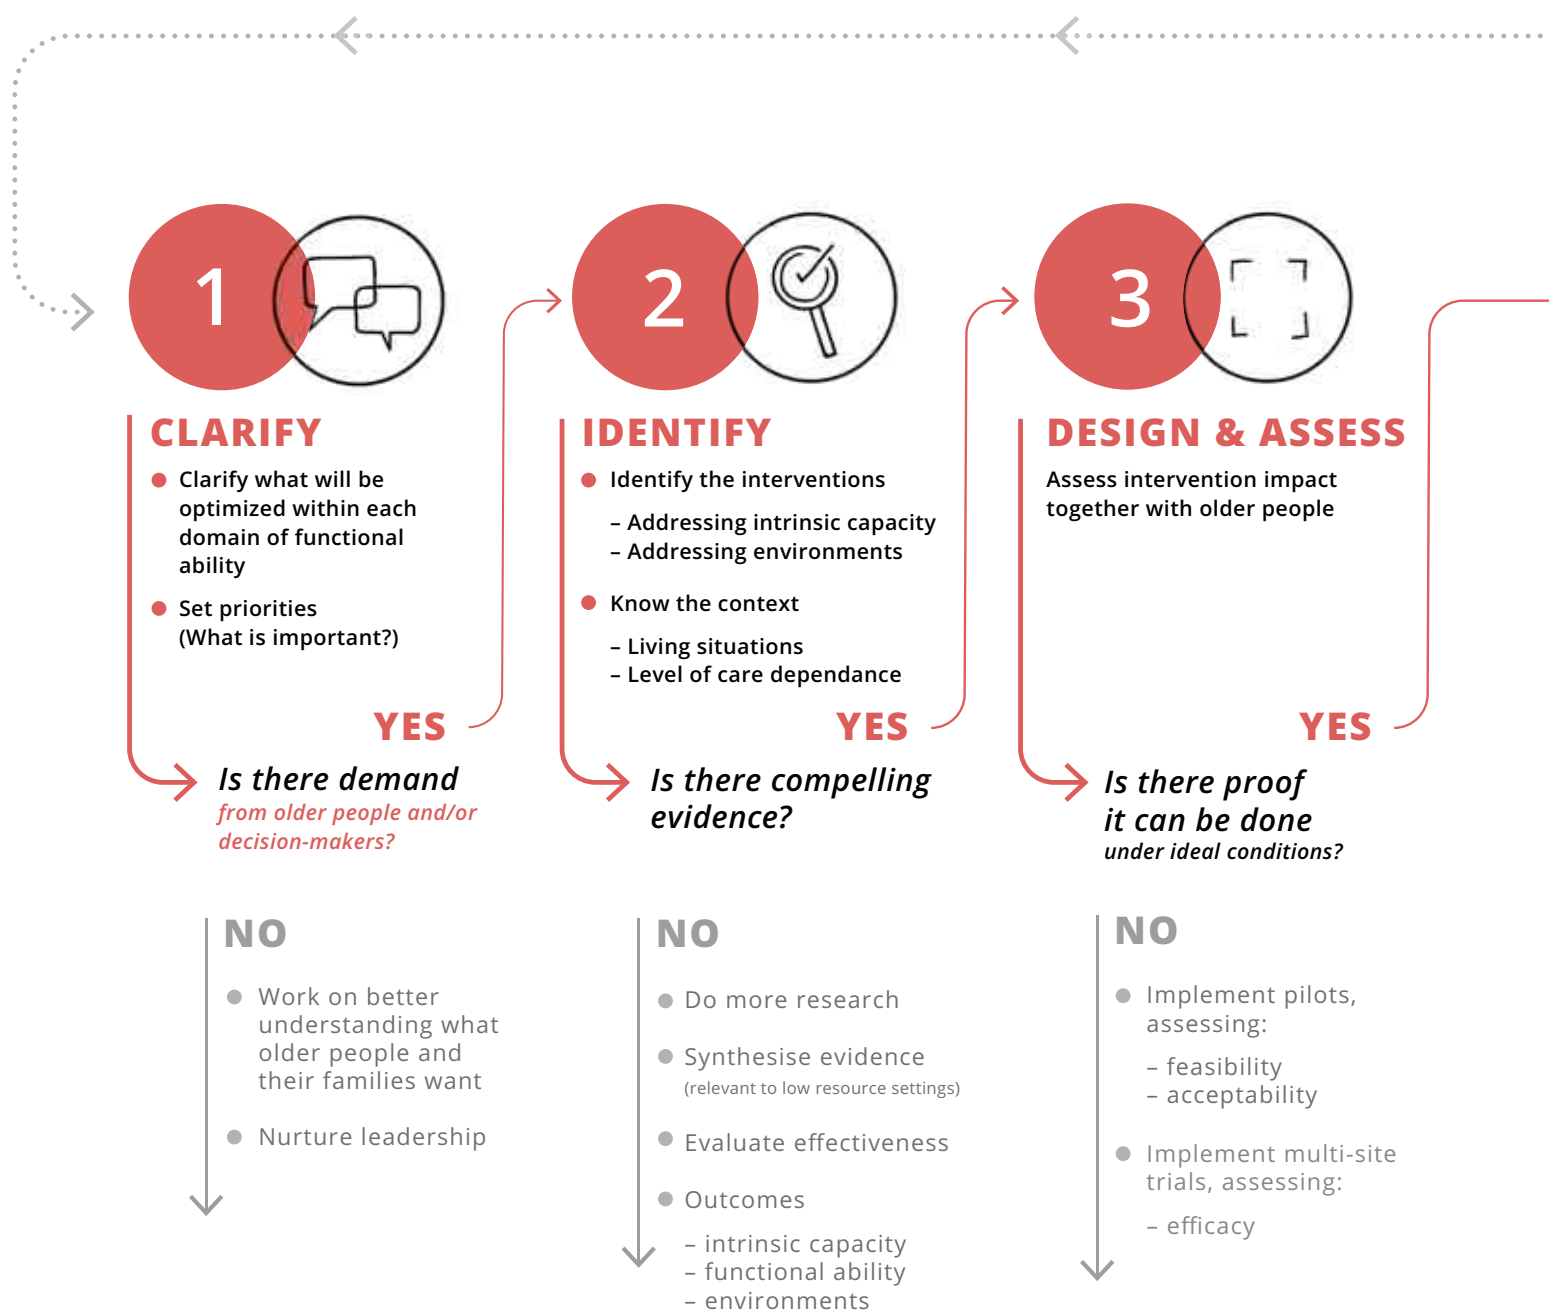 1
CLARIFY
Clarify what will be
optimized within each
domain of functional
ability
Set priorities
(What is important?)
YES
Is there demand
from older people and/or
decision-makers?
NO
Work on better
understanding what
older people and
their families want
Nurture leadership
2
IDENTIFY
Identify the interventions
– Addressing intrinsic capacity
– Addressing environments
Know the context
– Living situations
– Level of care dependance
YES
Is there compelling
evidence?
NO
Do more research
Synthesise evidence
(relevant to low resource settings)
Evaluate effectiveness
Outcomes
– intrinsic capacity
– functional ability
– environments
3
DESIGN & ASSESS
Assess intervention impact
together with older people
YES
Is there proof
it can be done
under ideal conditions?
NO
Implement pilots,
assessing:
– feasibility
– acceptability
Implement multi-site
trials, assessing:
– efficacy